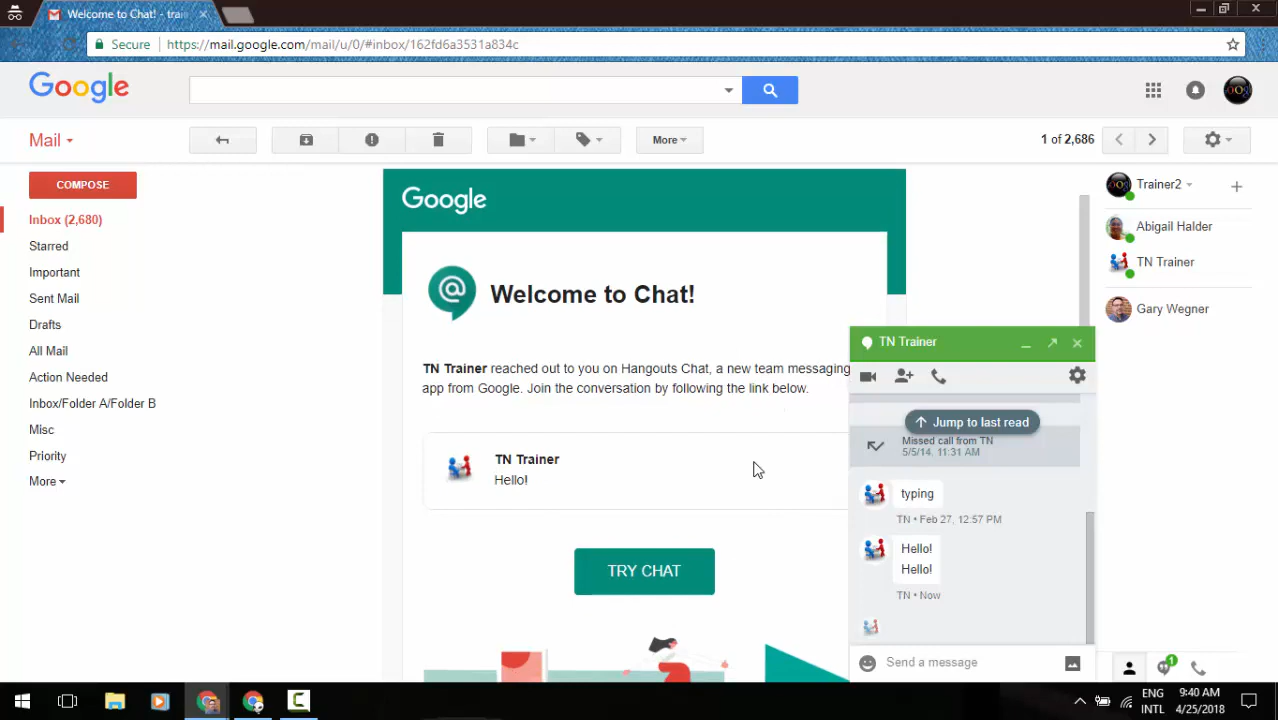 Welcome to Chat! - trai
Secure
https://mail.google.com/mail/u/0/#inbox/162fd6a3531a834c
Google
Mail
More
1 of 2,686
COMPOSE
Inbox (2,680)
Starred
Important
Sent Mail
Drafts
All Mail
Action Needed
Inbox/Folder A/Folder B
Misc
Priority
More
Google
Welcome to Chat!
TN Trainer reached out to you on Hangouts Chat, a new team messaging
app from Google. Join the conversation by following the link below.
TN Trainer
Hello!
TRY CHAT
Trainer2
Abigail Halder
TN Trainer
Gary Wegner
TN Trainer
Jump to last read
Missed call from TN
5/5/14, 11:31 AM
typing
TN • Feb 27, 12:57 PM
Hello!
Hello!
TN • Now
Send a message
1
ENG
INTL
9:40 AM
4/25/2018